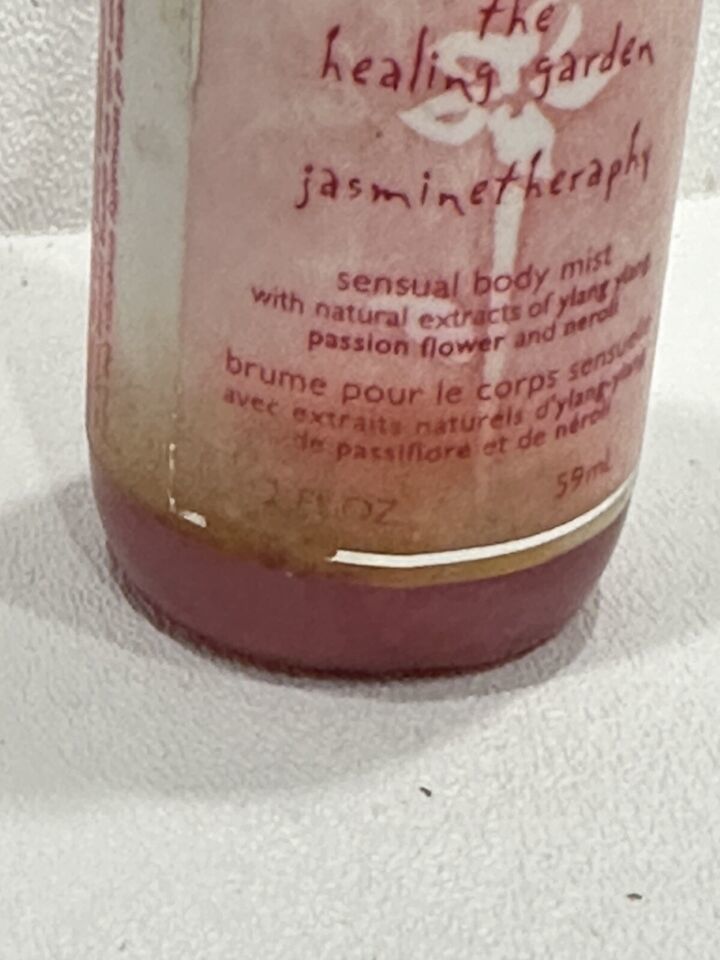 the
healing garden
jasminetheraphy
sensual body mist
with natural extracts of ylang ylang
passion flower and neroli
brume pour le corps sensuelle
avec extraits naturels d'ylang-ylang
de passiflore et de néroli
2 FL OZ
59mL